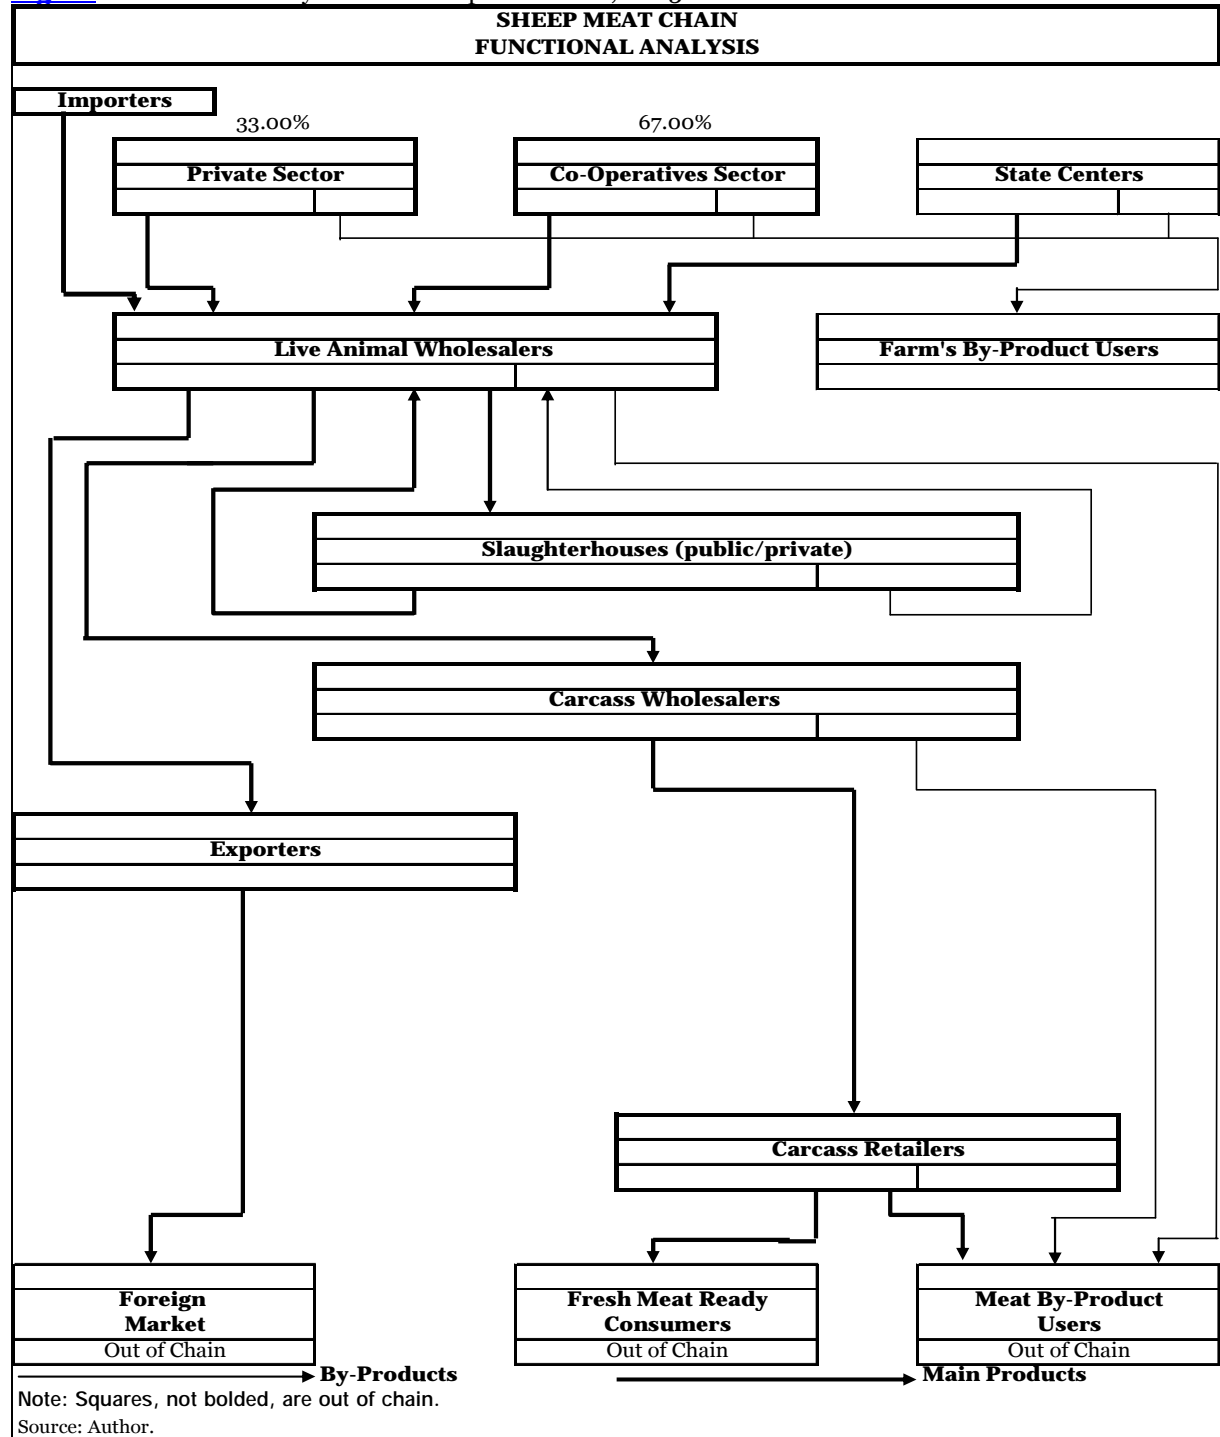 SHEEP MEAT CHAIN
FUNCTIONAL ANALYSIS
Importers
33.00%
67.00%
Private Sector
Co-Operatives Sector
State Centers
Live Animal Wholesalers
Farm's By-Product Users
Slaughterhouses (public/private)
Carcass Wholesalers
Exporters
Carcass Retailers
Foreign
Market
Out of Chain
Fresh Meat Ready
Consumers
Out of Chain
Meat By-Product
Users
Out of Chain
By-Products
Main Products
Note: Squares, not bolded, are out of chain.
Source: Author.